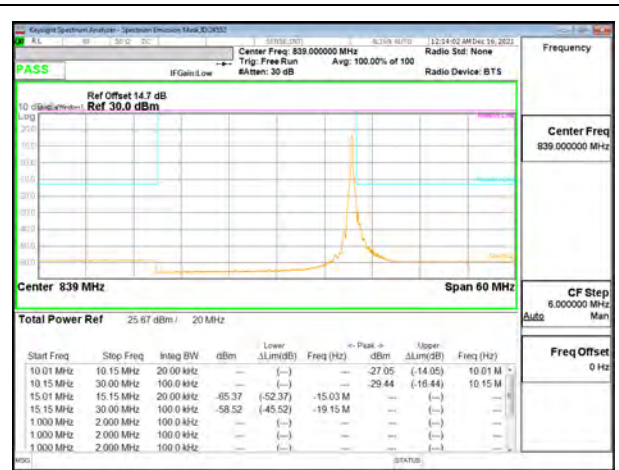 Keysight Spectrum Analyzer - Spectrum Emission Mask,ID:28552
RL RF 50 Ω DC SENSE:INT ALIGN AUTO 12:14:02 AM Dec 16, 2021
Center Freq: 839.000000 MHz Radio Std: None
Trig: Free Run Avg: 100.00% of 100
PASS IFGain:Low #Atten: 30 dB Radio Device: BTS
Ref Offset 14.7 dB
10 dB Ref 30.0 dBm
Log
Center 839 MHz Span 60 MHz
Total Power Ref 25.67 dBm / 20 MHz
Lower <- Peak -> Upper
Start Freq Stop Freq Integ BW dBm ΔLim(dB) Freq (Hz) dBm ΔLim(dB) Freq (Hz)
10.01 MHz 10.15 MHz 20.00 kHz --- (---) --- -27.05 (-14.05) 10.01 M
10.15 MHz 30.00 MHz 100.0 kHz --- (---) --- -29.44 (-16.44) 10.15 M
15.01 MHz 15.15 MHz 20.00 kHz -65.37 (-52.37) -15.03 M --- (---) ---
15.15 MHz 30.00 MHz 100.0 kHz -58.52 (-45.52) -19.15 M --- (---) ---
1.000 MHz 2.000 MHz 100.0 kHz --- (---) --- --- (---) ---
1.000 MHz 2.000 MHz 100.0 kHz --- (---) --- --- (---) ---
1.000 MHz 2.000 MHz 100.0 kHz --- (---) --- --- (---) ---
MSG STATUS
Frequency
Center Freq
839.000000 MHz
CF Step
6.000000 MHz
Auto Man
Freq Offset
0 Hz